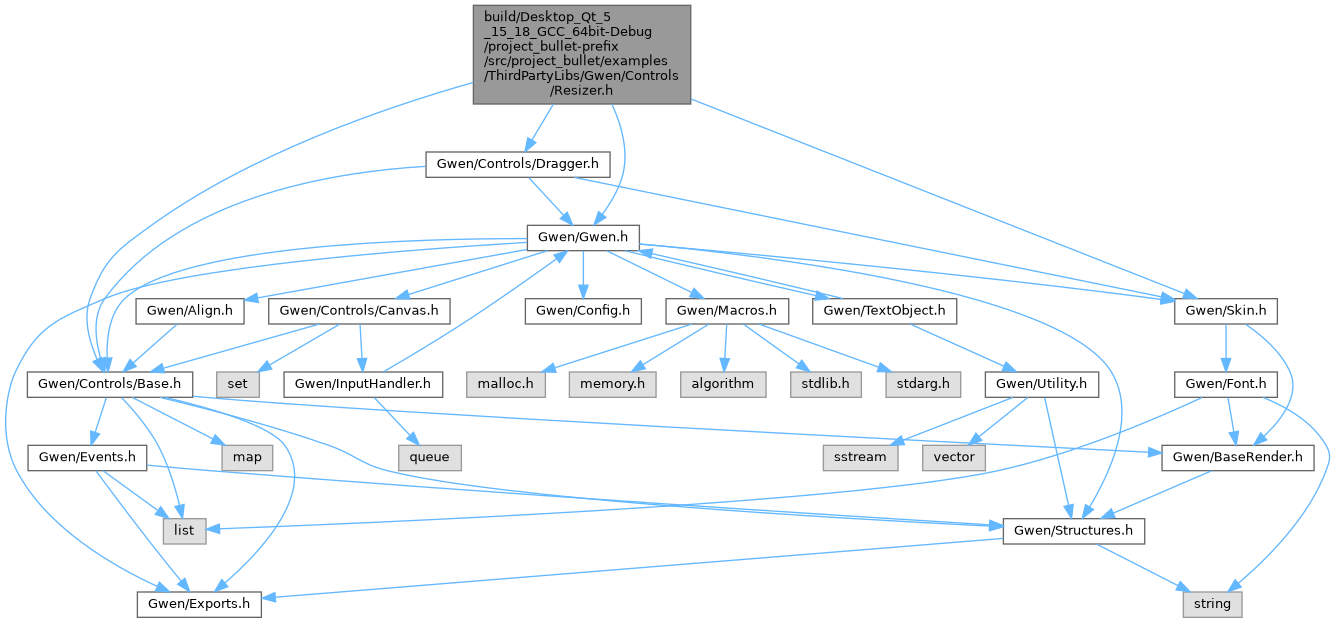 build/Desktop_Qt_5
_15_18_GCC_64bit-Debug
/project_bullet-prefix
/src/project_bullet/examples
/ThirdPartyLibs/Gwen/Controls
/Resizer.h
Gwen/Controls/Dragger.h
Gwen/Gwen.h
Gwen/Align.h
Gwen/Controls/Canvas.h
Gwen/Config.h
Gwen/Macros.h
Gwen/TextObject.h
Gwen/Skin.h
Gwen/Controls/Base.h
set
Gwen/InputHandler.h
malloc.h
memory.h
algorithm
stdlib.h
stdarg.h
Gwen/Utility.h
Gwen/Font.h
Gwen/Events.h
map
queue
sstream
vector
Gwen/BaseRender.h
list
Gwen/Structures.h
Gwen/Exports.h
string